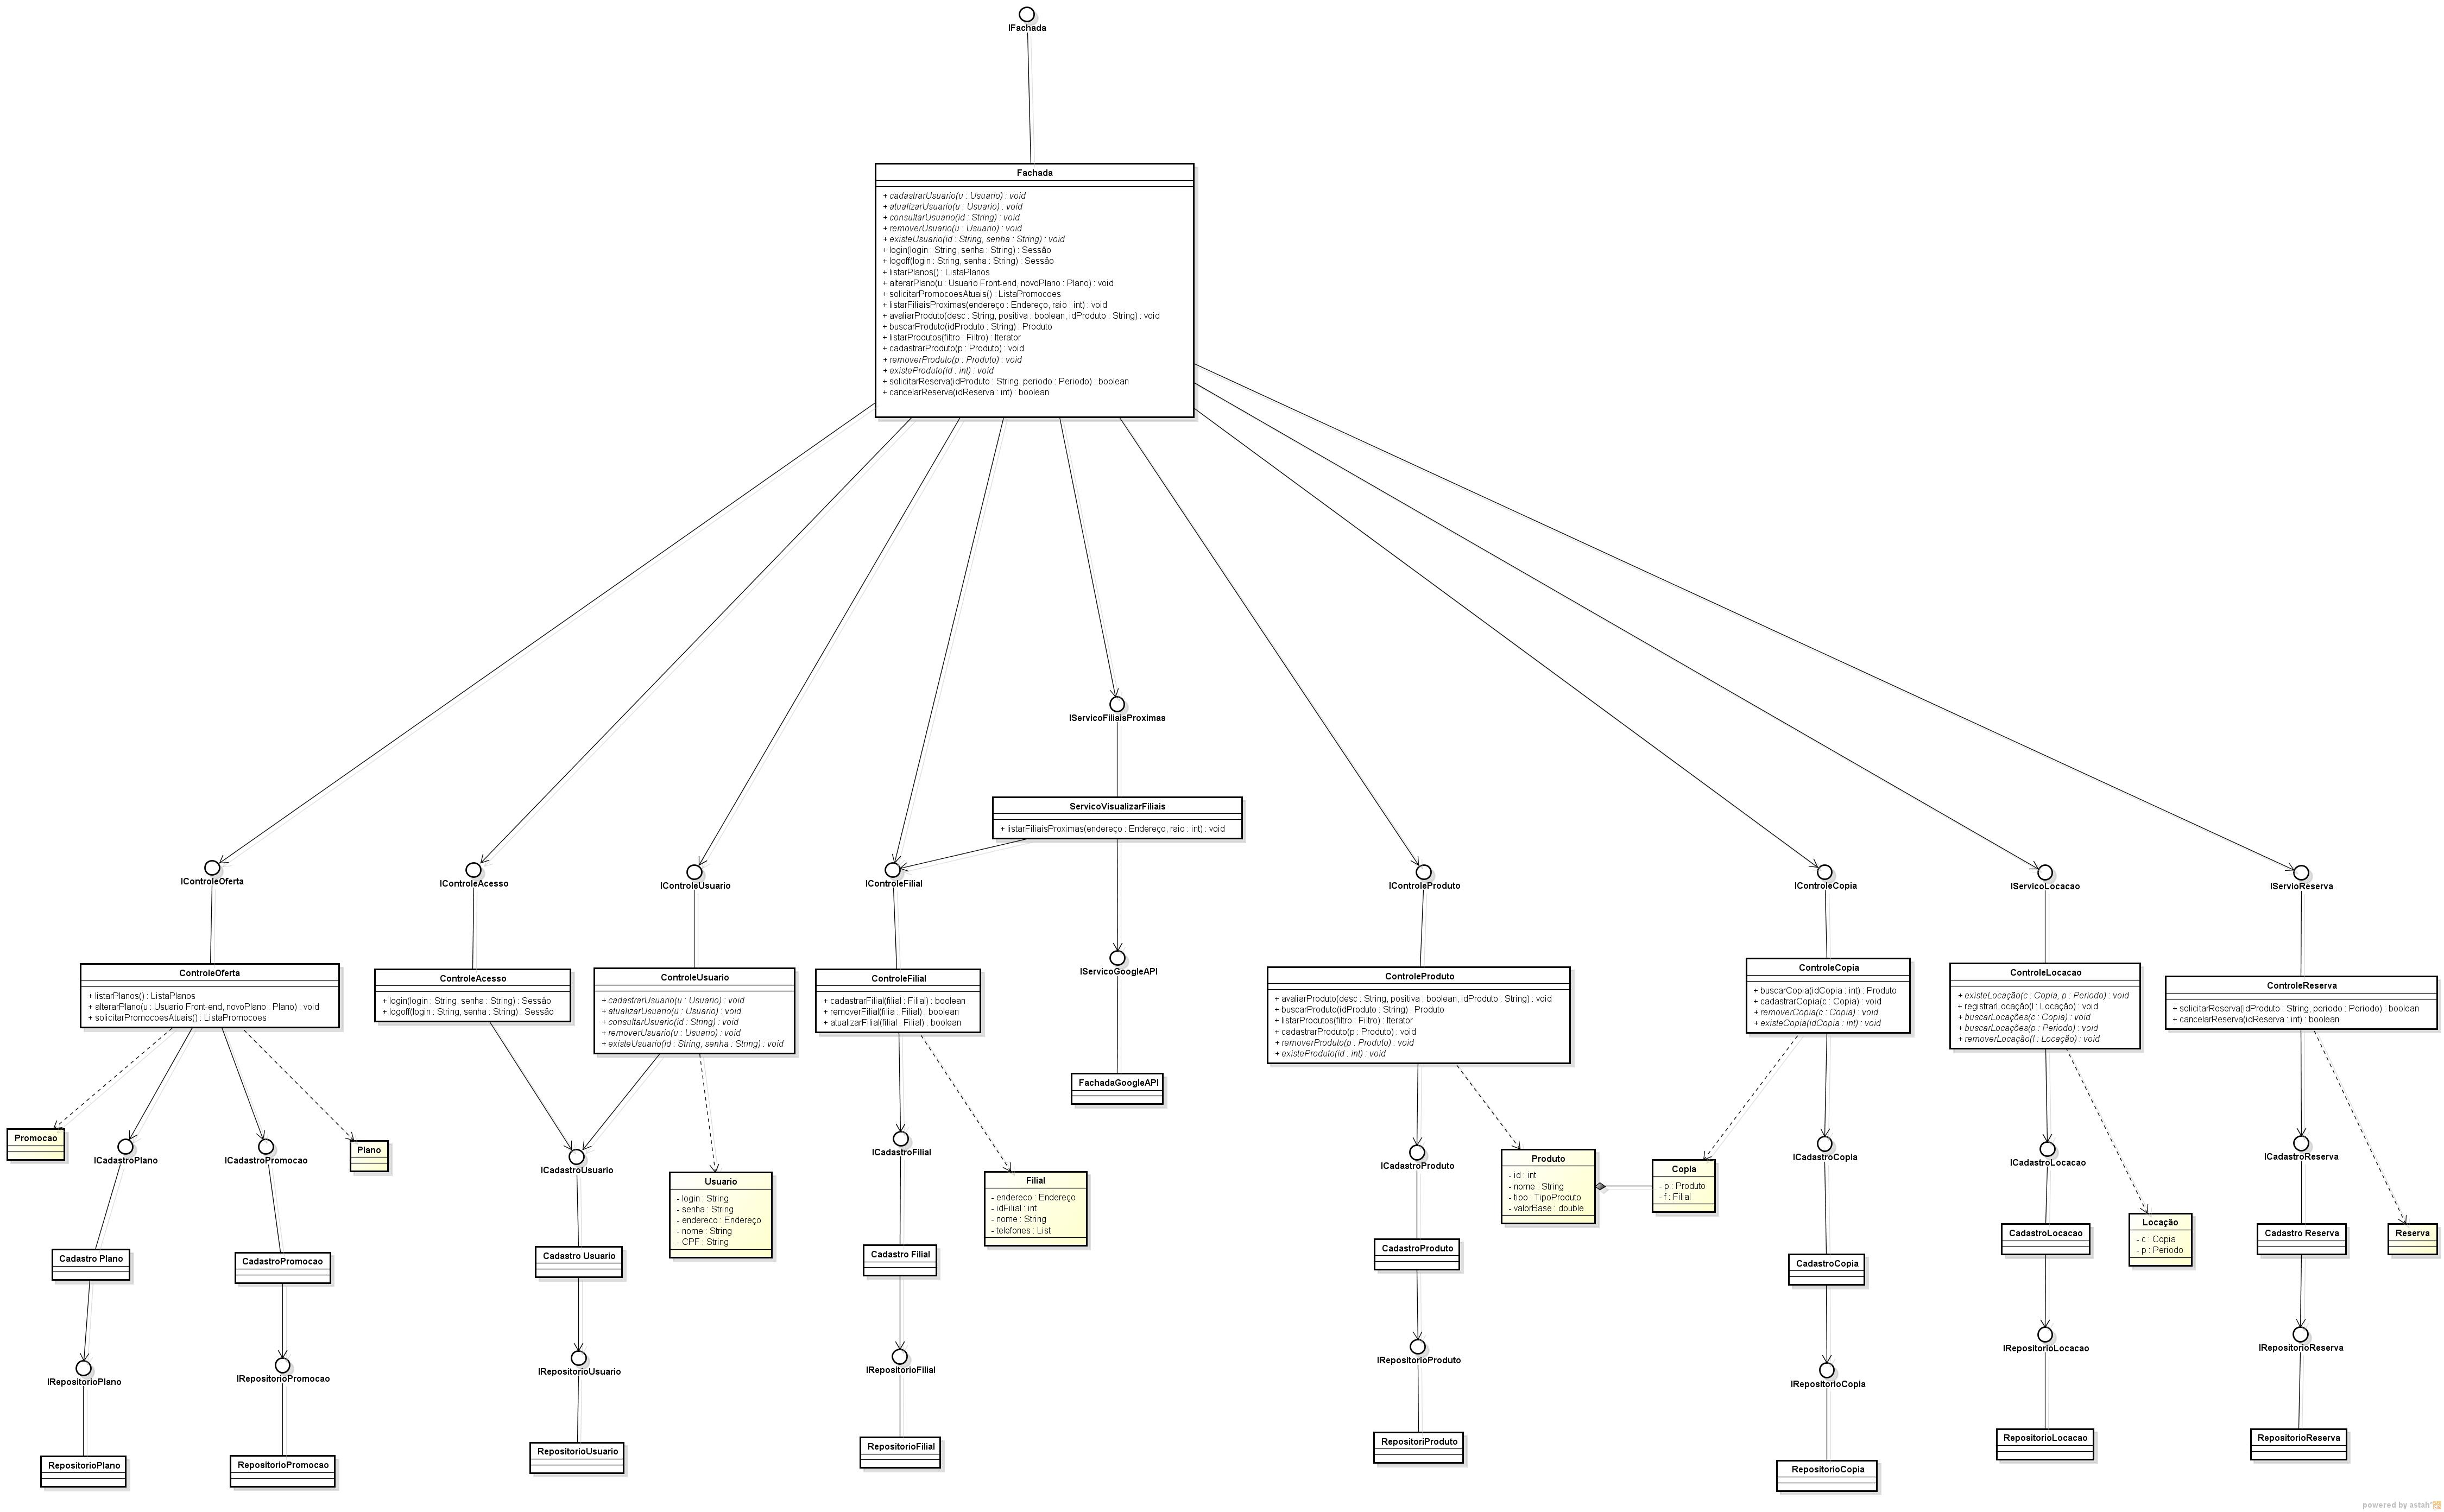 IFachada
Fachada
+ cadastrarUsuario(u : Usuario) : void
+ atualizarUsuario(u : Usuario) : void
+ consultarUsuario(id : String) : void
+ removerUsuario(u : Usuario) : void
+ existeUsuario(id : String, senha : String) : void
+ login(login : String, senha : String) : Sessão
+ logoff(login : String, senha : String) : Sessão
+ listarPlanos() : ListaPlanos
+ alterarPlano(u : Usuario Front-end, novoPlano : Plano) : void
+ solicitarPromocoesAtuais() : ListaPromocoes
+ listarFiliaisProximas(endereço : Endereço, raio : int) : void
+ avaliarProduto(desc : String, positiva : boolean, idProduto : String) : void
+ buscarProduto(idProduto : String) : Produto
+ listarProdutos(filtro : Filtro) : Iterator
+ cadastrarProduto(p : Produto) : void
+ removerProduto(p : Produto) : void
+ existeProduto(id : int) : void
+ solicitarReserva(idProduto : String, periodo : Periodo) : boolean
+ cancelarReserva(idReserva : int) : boolean
IServicoFiliaisProximas
ServicoVisualizarFiliais
+ listarFiliaisProximas(endereço : Endereço, raio : int) : void
IControleOferta
IControleAcesso
IControleUsuario
IControleFilial
IControleProduto
IControleCopia
IServicoLocacao
IServioReserva
ControleOferta
+ listarPlanos() : ListaPlanos
+ alterarPlano(u : Usuario Front-end, novoPlano : Plano) : void
+ solicitarPromocoesAtuais() : ListaPromocoes
ControleAcesso
+ login(login : String, senha : String) : Sessão
+ logoff(login : String, senha : String) : Sessão
ControleUsuario
+ cadastrarUsuario(u : Usuario) : void
+ atualizarUsuario(u : Usuario) : void
+ consultarUsuario(id : String) : void
+ removerUsuario(u : Usuario) : void
+ existeUsuario(id : String, senha : String) : void
ControleFilial
+ cadastrarFilial(filial : Filial) : boolean
+ removerFilial(filia : Filial) : boolean
+ atualizarFilial(filial : Filial) : boolean
IServicoGoogleAPI
FachadaGoogleAPI
ControleProduto
+ avaliarProduto(desc : String, positiva : boolean, idProduto : String) : void
+ buscarProduto(idProduto : String) : Produto
+ listarProdutos(filtro : Filtro) : Iterator
+ cadastrarProduto(p : Produto) : void
+ removerProduto(p : Produto) : void
+ existeProduto(id : int) : void
ControleCopia
+ buscarCopia(idCopia : int) : Produto
+ cadastrarCopia(c : Copia) : void
+ removerCopia(c : Copia) : void
+ existeCopia(idCopia : int) : void
ControleLocacao
+ existeLocação(c : Copia, p : Periodo) : void
+ registrarLocação(l : Locação) : void
+ buscarLocações(c : Copia) : void
+ buscarLocações(p : Periodo) : void
+ removerLocação(l : Locação) : void
ControleReserva
+ solicitarReserva(idProduto : String, periodo : Periodo) : boolean
+ cancelarReserva(idReserva : int) : boolean
Promocao
ICadastroPlano
ICadastroPromocao
Plano
ICadastroUsuario
Usuario
- login : String
- senha : String
- endereco : Endereço
- nome : String
- CPF : String
ICadastroFilial
Filial
- endereco : Endereço
- idFilial : int
- nome : String
- telefones : List
ICadastroProduto
Produto
- id : int
- nome : String
- tipo : TipoProduto
- valorBase : double
Copia
- p : Produto
- f : Filial
ICadastroCopia
ICadastroLocacao
Locação
- c : Copia
- p : Periodo
ICadastroReserva
Reserva
Cadastro Plano
CadastroPromocao
Cadastro Usuario
Cadastro Filial
CadastroProduto
CadastroCopia
CadastroLocacao
Cadastro Reserva
IRepositorioPlano
IRepositorioPromocao
IRepositorioUsuario
IRepositorioFilial
IRepositorioProduto
IRepositorioCopia
IRepositorioLocacao
IRepositorioReserva
RepositorioPlano
RepositorioPromocao
RepositorioUsuario
RepositorioFilial
RepositoriProduto
RepositorioCopia
RepositorioLocacao
RepositorioReserva
powered by astah*